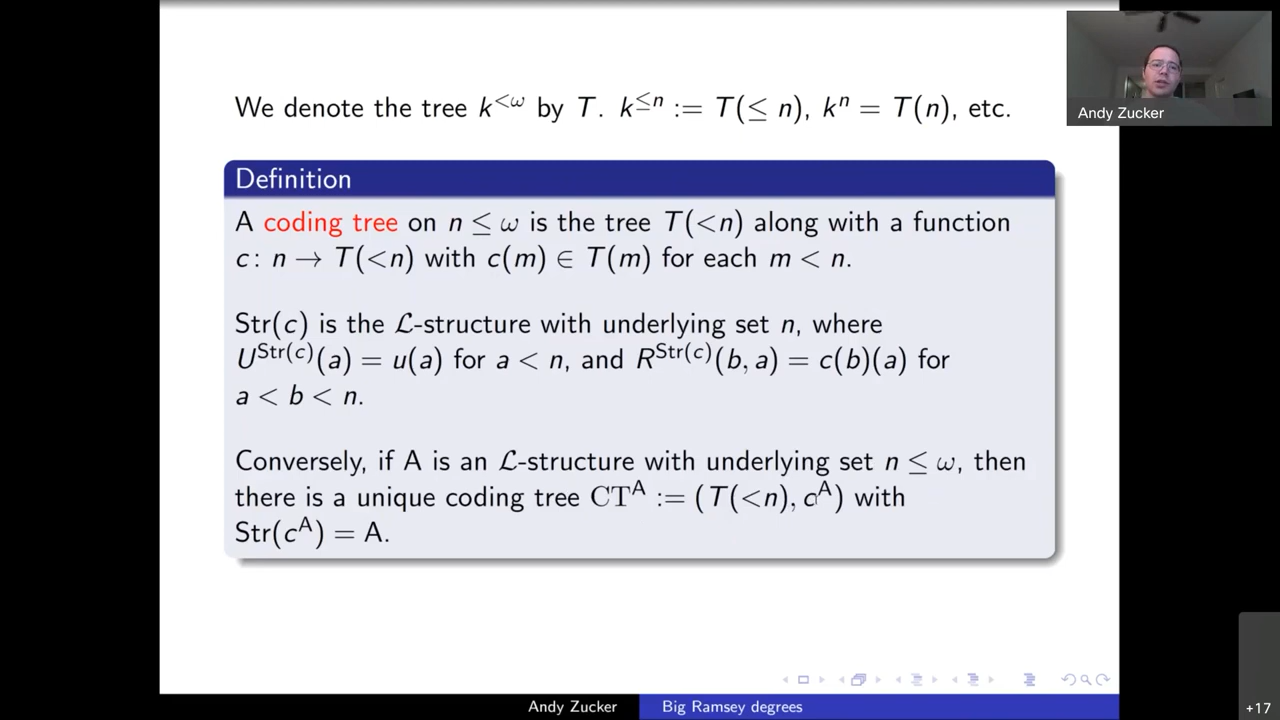 We denote the tree k^{<ω} by T. k^{≤n} := T(≤ n), k^n = T(n), etc.
Andy Zucker
Definition
A coding tree on n ≤ ω is the tree T(<n) along with a function
c: n → T(<n) with c(m) ∈ T(m) for each m < n.
Str(c) is the ℒ-structure with underlying set n, where
U^{Str(c)}(a) = u(a) for a < n, and R^{Str(c)}(b, a) = c(b)(a) for
a < b < n.
Conversely, if A is an ℒ-structure with underlying set n ≤ ω, then
there is a unique coding tree CT^A := (T(<n), c^A) with
Str(c^A) = A.
Andy Zucker
Big Ramsey degrees
+17